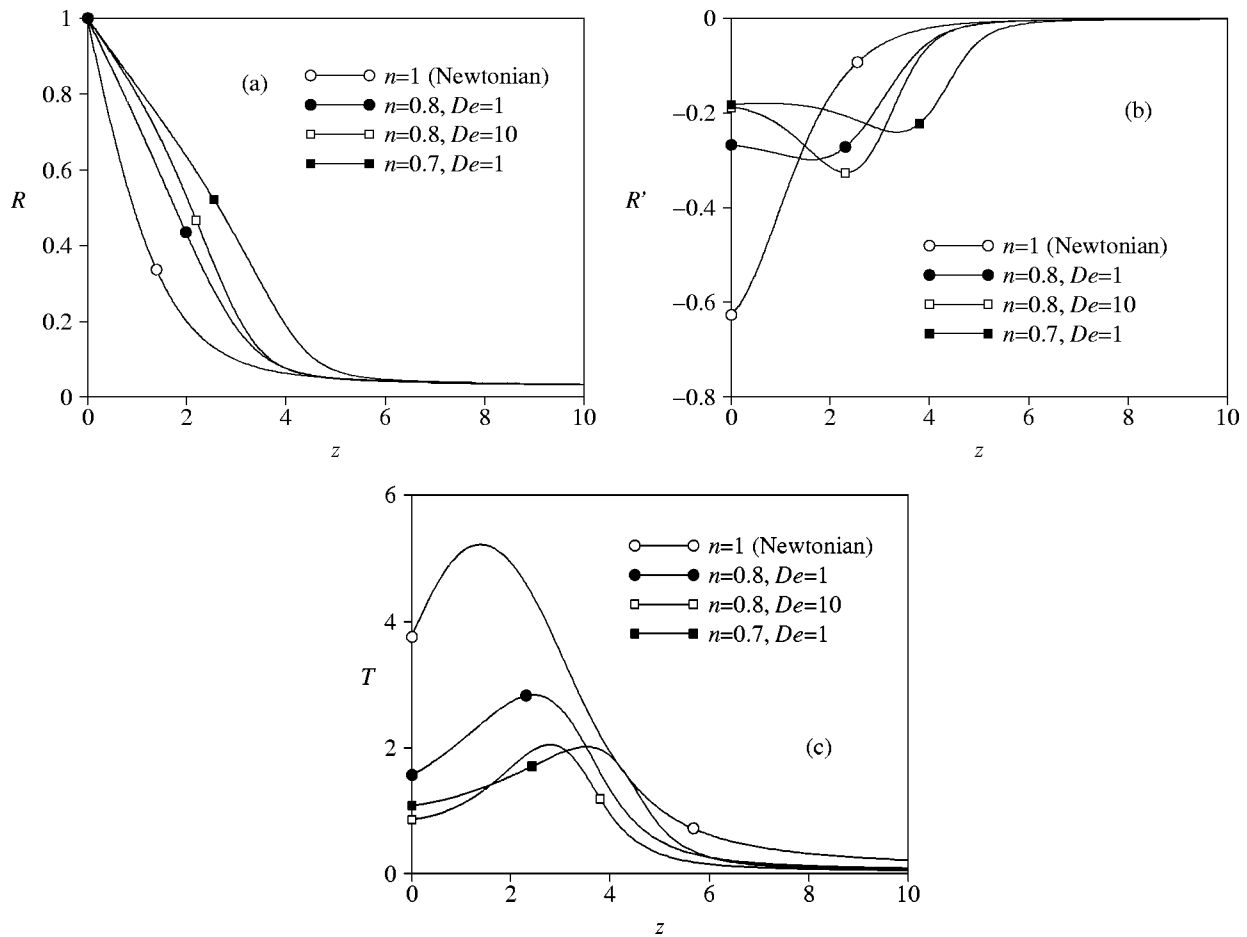 1
0.8
0.6
0.4
0.2
0
R
0 2 4 6 8 10
z
(a)
n=1 (Newtonian)
n=0.8, De=1
n=0.8, De=10
n=0.7, De=1
0
−0.2
−0.4
−0.6
−0.8
R’
0 2 4 6 8 10
z
(b)
n=1 (Newtonian)
n=0.8, De=1
n=0.8, De=10
n=0.7, De=1
6
4
2
0
T
0 2 4 6 8 10
z
n=1 (Newtonian)
n=0.8, De=1
n=0.8, De=10
n=0.7, De=1
(c)